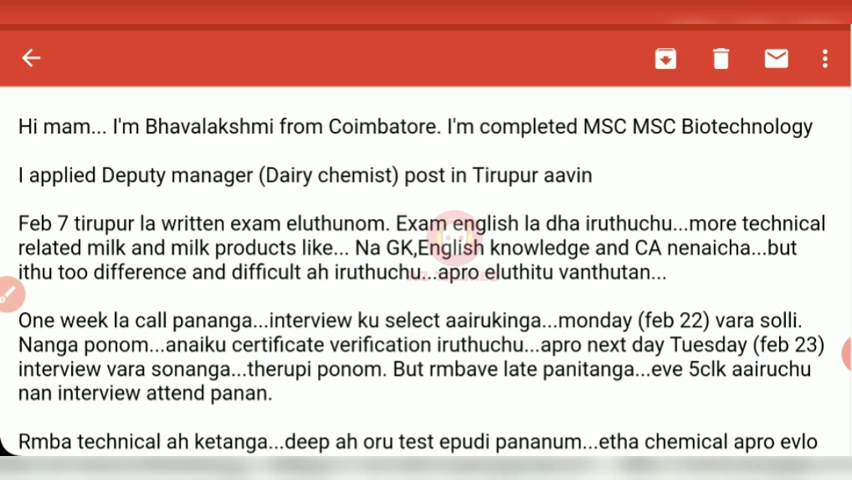 Hi mam... I'm Bhavalakshmi from Coimbatore. I'm completed MSC MSC Biotechnology
I applied Deputy manager (Dairy chemist) post in Tirupur aavin
Feb 7 tirupur la written exam eluthunom. Exam english la dha iruthuchu...more technical
related milk and milk products like... Na GK,English knowledge and CA nenaicha...but
ithu too difference and difficult ah iruthuchu...apro eluthitu vanthutan...
One week la call pananga...interview ku select aairukinga...monday (feb 22) vara solli.
Nanga ponom...anaiku certificate verification iruthuchu...apro next day Tuesday (feb 23)
interview vara sonanga...therupi ponom. But rmbave late panitanga...eve 5clk aairuchu
nan interview attend panan.
Rmba technical ah ketanga...deep ah oru test epudi pananum...etha chemical apro evlo